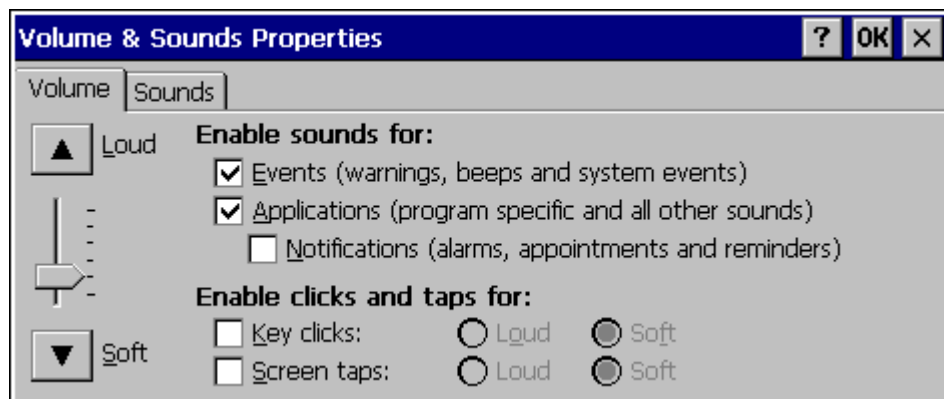 Volume & Sounds Properties ? OK ×
Volume Sounds
Loud
Enable sounds for:
Events (warnings, beeps and system events)
Applications (program specific and all other sounds)
Notifications (alarms, appointments and reminders)
Enable clicks and taps for:
Soft
Key clicks: Loud Soft
Screen taps: Loud Soft